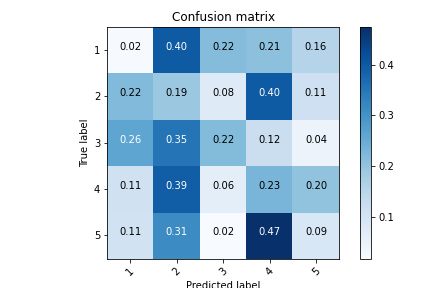 Confusion matrix
1 0.02 0.40 0.22 0.21 0.16
2 0.22 0.19 0.08 0.40 0.11
3 0.26 0.35 0.22 0.12 0.04
4 0.11 0.39 0.06 0.23 0.20
5 0.11 0.31 0.02 0.47 0.09
1 2 3 4 5
True label
Predicted label
0.4
0.3
0.2
0.1